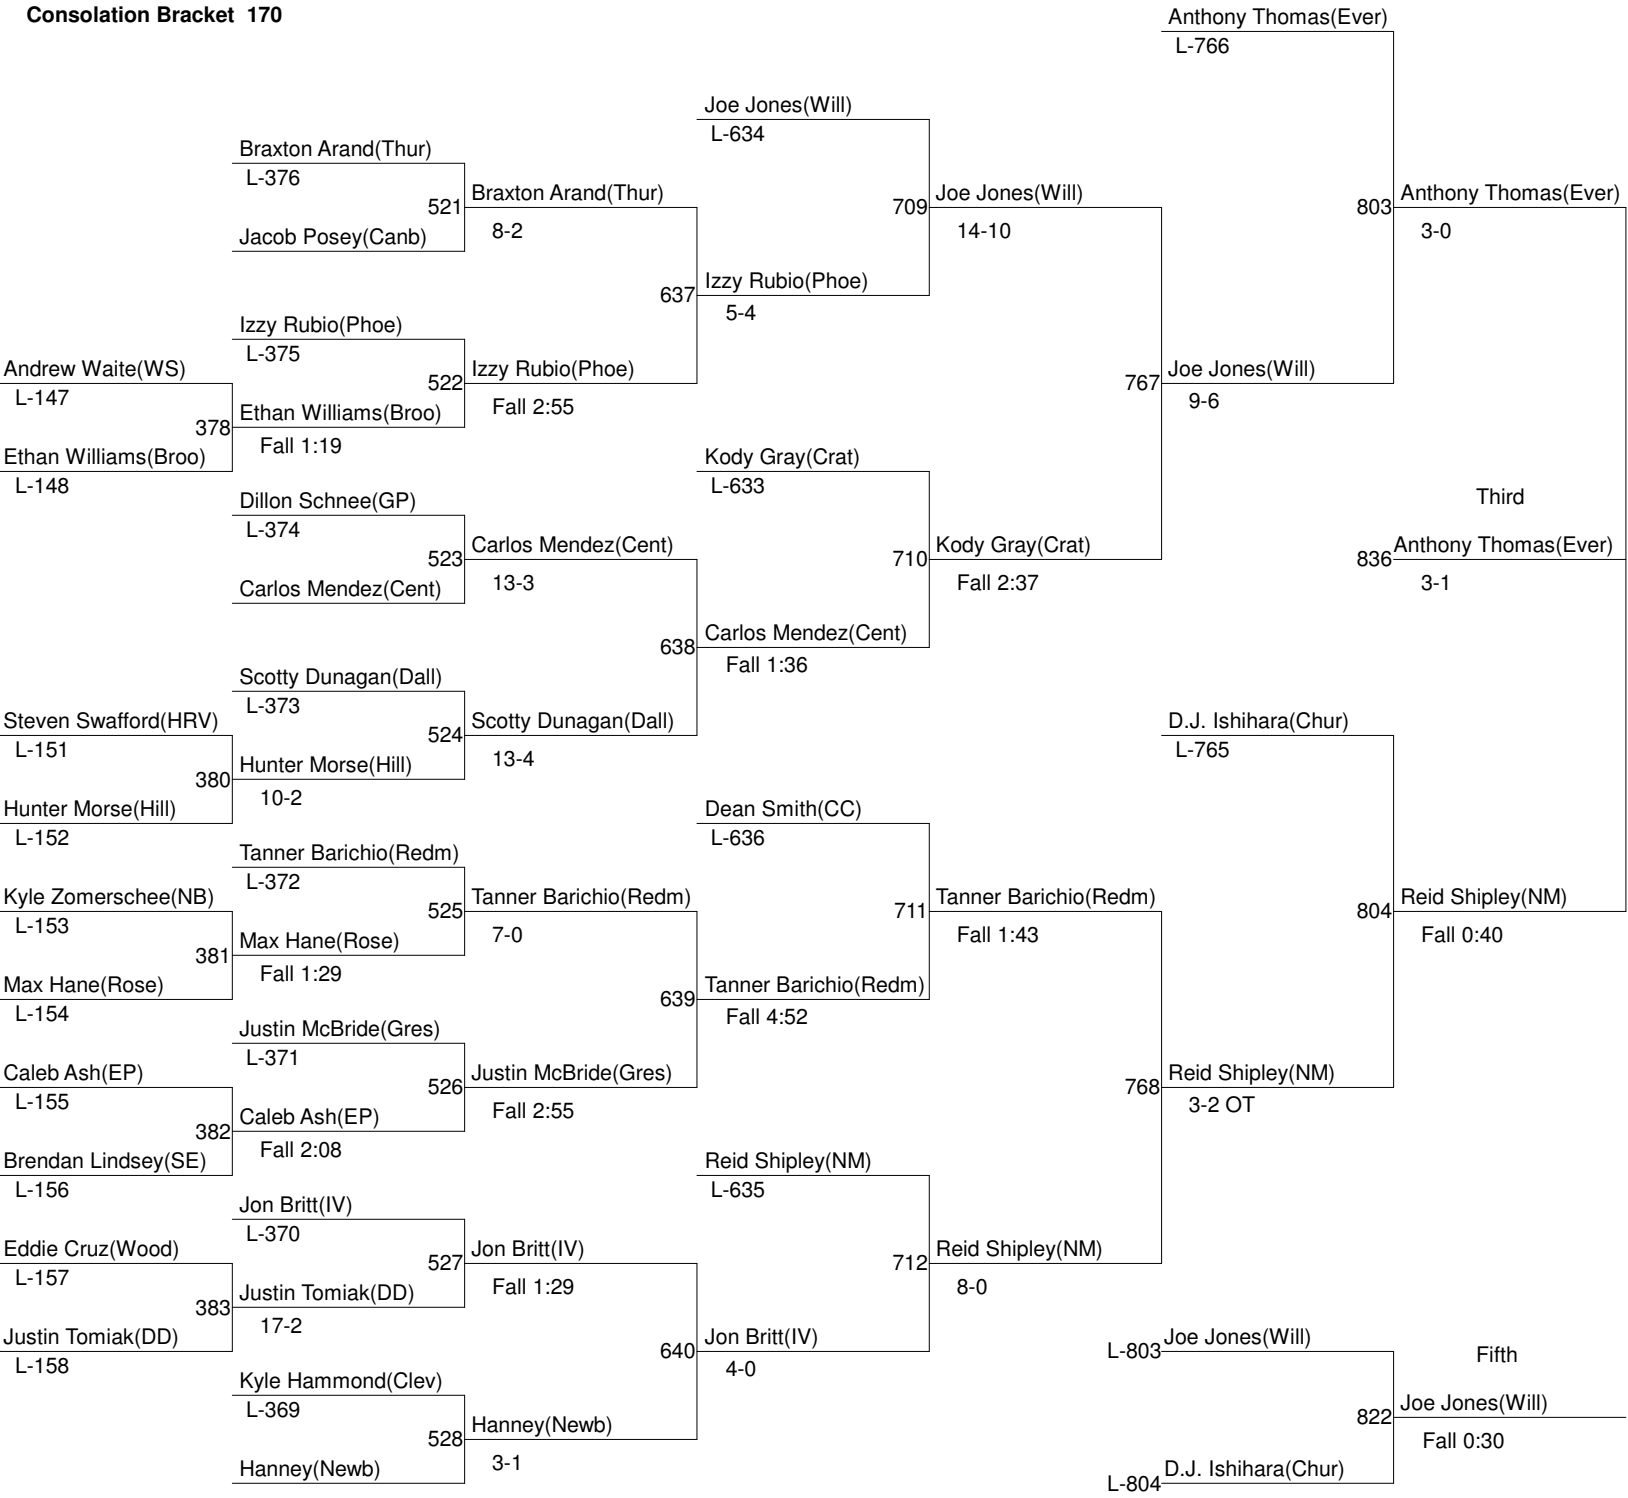 Consolation Bracket 170
Anthony Thomas(Ever)
L-766
Joe Jones(Will)
L-634
Braxton Arand(Thur)
L-376
521
Braxton Arand(Thur)
8-2
Jacob Posey(Canb)
709
Joe Jones(Will)
14-10
803
Anthony Thomas(Ever)
3-0
637
Izzy Rubio(Phoe)
5-4
Izzy Rubio(Phoe)
L-375
Andrew Waite(WS)
L-147
522
Izzy Rubio(Phoe)
Fall 2:55
767
Joe Jones(Will)
9-6
378
Ethan Williams(Broo)
Fall 1:19
Ethan Williams(Broo)
L-148
Kody Gray(Crat)
L-633
Third
Dillon Schnee(GP)
L-374
523
Carlos Mendez(Cent)
13-3
Carlos Mendez(Cent)
710
Kody Gray(Crat)
Fall 2:37
836
Anthony Thomas(Ever)
3-1
638
Carlos Mendez(Cent)
Fall 1:36
Scotty Dunagan(Dall)
L-373
Steven Swafford(HRV)
L-151
524
Scotty Dunagan(Dall)
13-4
D.J. Ishihara(Chur)
L-765
380
Hunter Morse(Hill)
10-2
Hunter Morse(Hill)
L-152
Dean Smith(CC)
L-636
Tanner Barichio(Redm)
L-372
Kyle Zomerschee(NB)
L-153
525
Tanner Barichio(Redm)
7-0
711
Tanner Barichio(Redm)
Fall 1:43
804
Reid Shipley(NM)
Fall 0:40
381
Max Hane(Rose)
Fall 1:29
Max Hane(Rose)
L-154
639
Tanner Barichio(Redm)
Fall 4:52
Justin McBride(Gres)
L-371
Caleb Ash(EP)
L-155
526
Justin McBride(Gres)
Fall 2:55
768
Reid Shipley(NM)
3-2 OT
382
Caleb Ash(EP)
Fall 2:08
Brendan Lindsey(SE)
L-156
Reid Shipley(NM)
L-635
Jon Britt(IV)
L-370
Eddie Cruz(Wood)
L-157
527
Jon Britt(IV)
Fall 1:29
712
Reid Shipley(NM)
8-0
383
Justin Tomiak(DD)
17-2
Justin Tomiak(DD)
L-158
640
Jon Britt(IV)
4-0
L-803
Joe Jones(Will)
Fifth
Kyle Hammond(Clev)
L-369
528
Hanney(Newb)
3-1
Hanney(Newb)
822
Joe Jones(Will)
Fall 0:30
L-804
D.J. Ishihara(Chur)